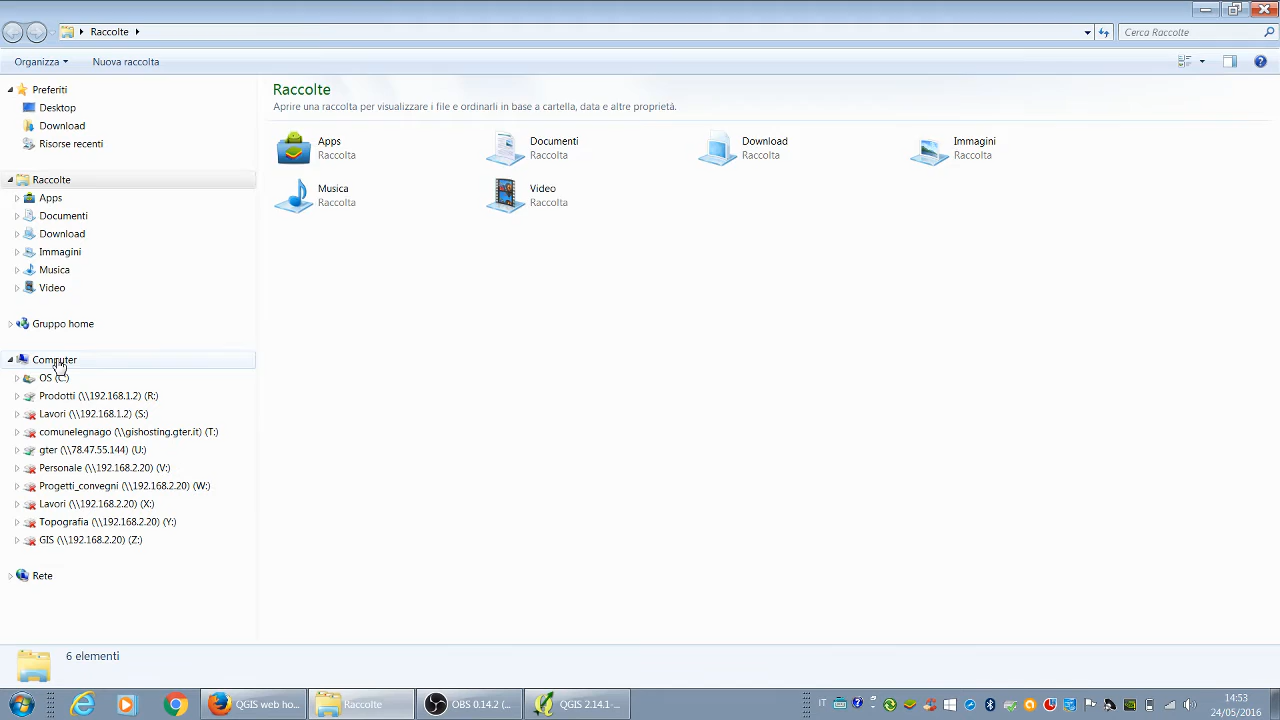 Raccolte
Cerca Raccolte
Organizza
Nuova raccolta
Preferiti
Desktop
Download
Risorse recenti
Raccolte
Apps
Documenti
Download
Immagini
Musica
Video
Gruppo home
Computer
OS (C:)
Prodotti (\\192.168.1.2) (R:)
Lavori (\\192.168.1.2) (S:)
comunelegnago (\\gishosting.gter.it) (T:)
gter (\\78.47.55.144) (U:)
Personale (\\192.168.2.20) (V:)
Progetti_convegni (\\192.168.2.20) (W:)
Lavori (\\192.168.2.20) (X:)
Topografia (\\192.168.2.20) (Y:)
GIS (\\192.168.2.20) (Z:)
Rete
Raccolte
Aprire una raccolta per visualizzare i file e ordinarli in base a cartella, data e altre proprietà.
Apps
Raccolta
Documenti
Raccolta
Download
Raccolta
Immagini
Raccolta
Musica
Raccolta
Video
Raccolta
6 elementi
QGIS web ho...
Raccolte
OBS 0.14.2 (...
QGIS 2.14.1-...
IT
14:53
24/05/2016